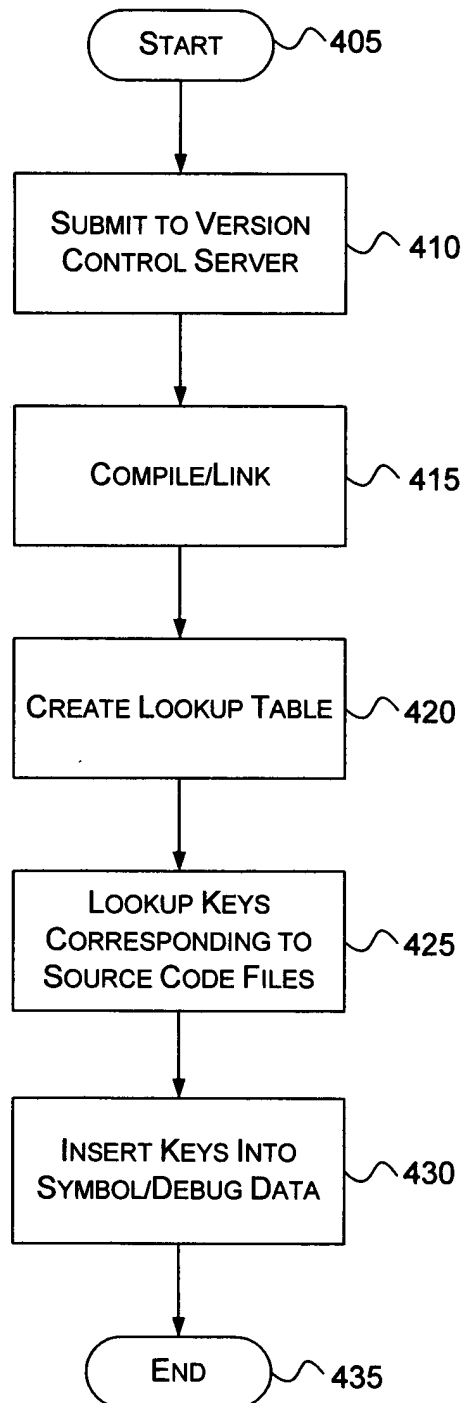 START
405
SUBMIT TO VERSION
CONTROL SERVER
410
COMPILE/LINK
415
CREATE LOOKUP TABLE
420
LOOKUP KEYS
CORRESPONDING TO
SOURCE CODE FILES
425
INSERT KEYS INTO
SYMBOL/DEBUG DATA
430
END
435